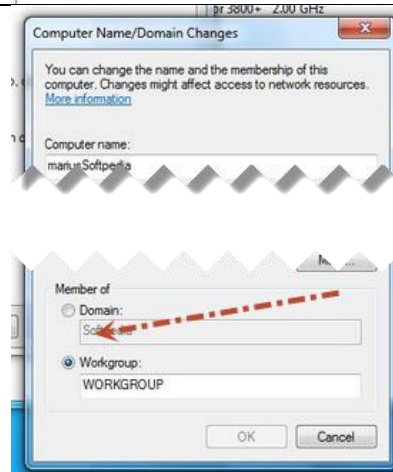 pr 3800+ 2.00 GHz
Computer Name/Domain Changes
You can change the name and the membership of this
computer. Changes might affect access to network resources.
More information
Computer name:
mariusSoftpedia
Member of
Domain:
Softpedia
Workgroup:
WORKGROUP
OK
Cancel